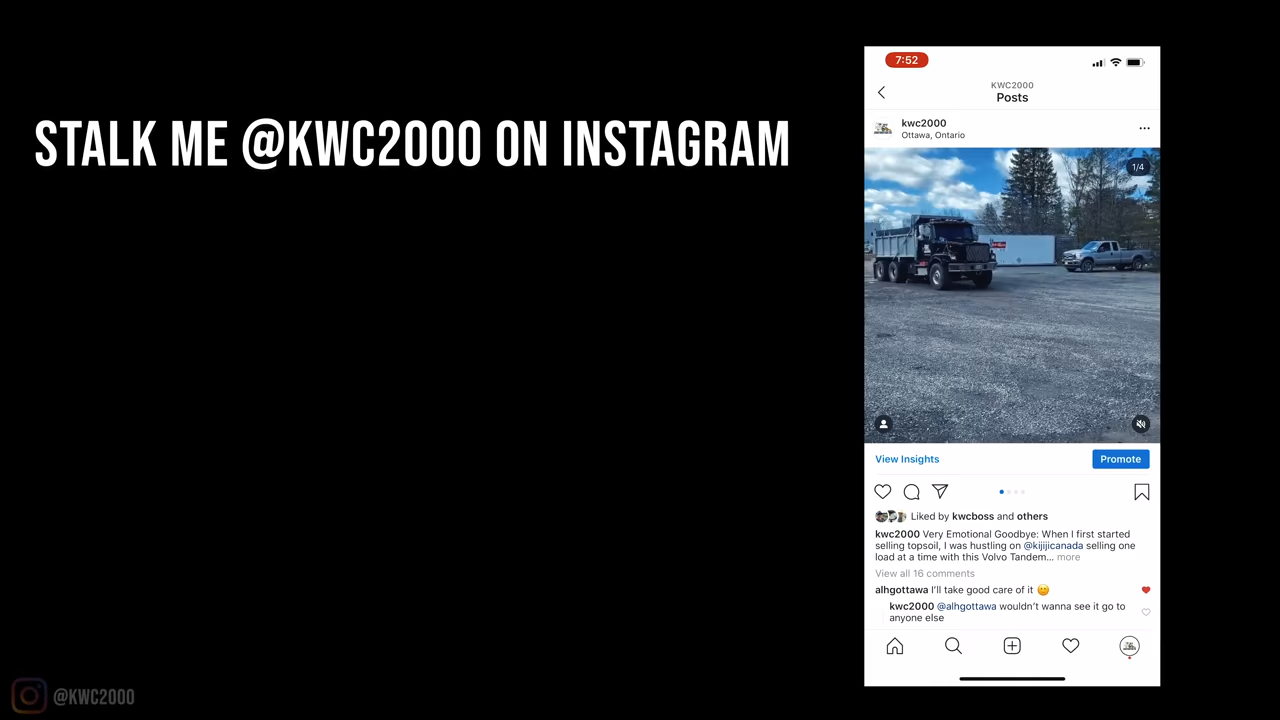 STALK ME @KWC2000 ON INSTAGRAM
7:52
KWC2000
Posts
kwc2000
Ottawa, Ontario
1/4
View Insights
Promote
Liked by kwcboss and others
kwc2000 Very Emotional Goodbye: When I first started
selling topsoil, I was hustling on @kijijicanada selling one
load at a time with this Volvo Tandem... more
View all 16 comments
alhgottawa I'll take good care of it
kwc2000 @alhgottawa wouldn't wanna see it go to
anyone else
@KWC2000